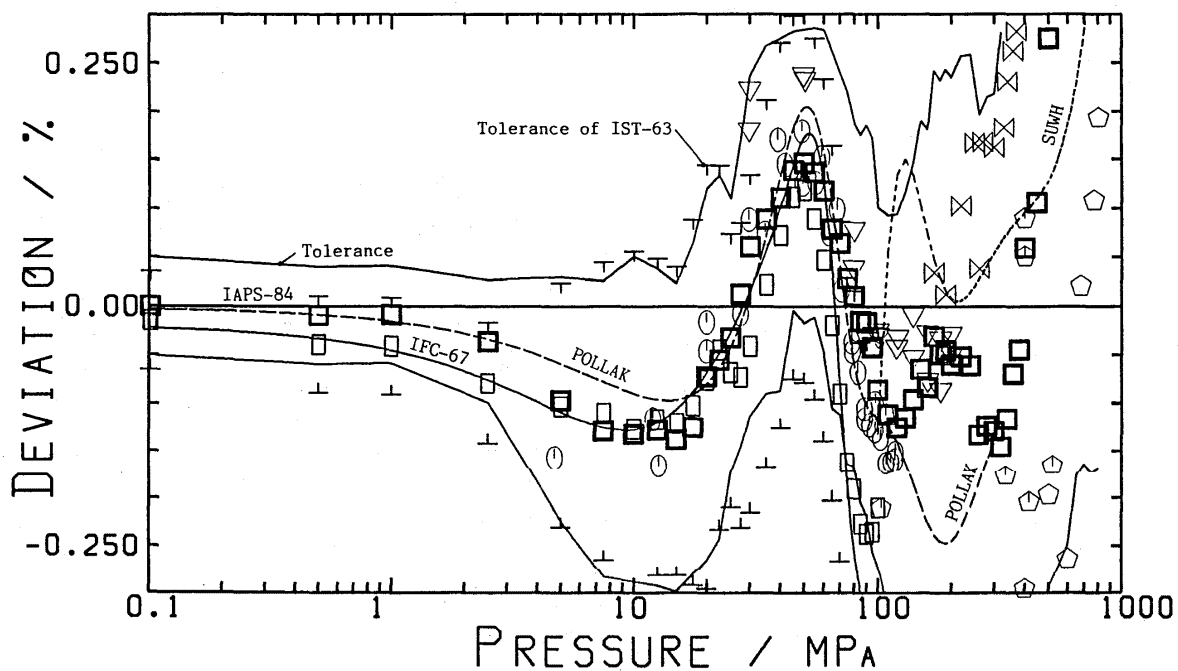 0.250
Tolerance of IST-63
SUWH
DEVIATION / %
Tolerance
IAPS-84
0.00
IFC-67
POLLAK
POLLAK
-0.250
0.1
1
10
100
1000
PRESSURE / MPA